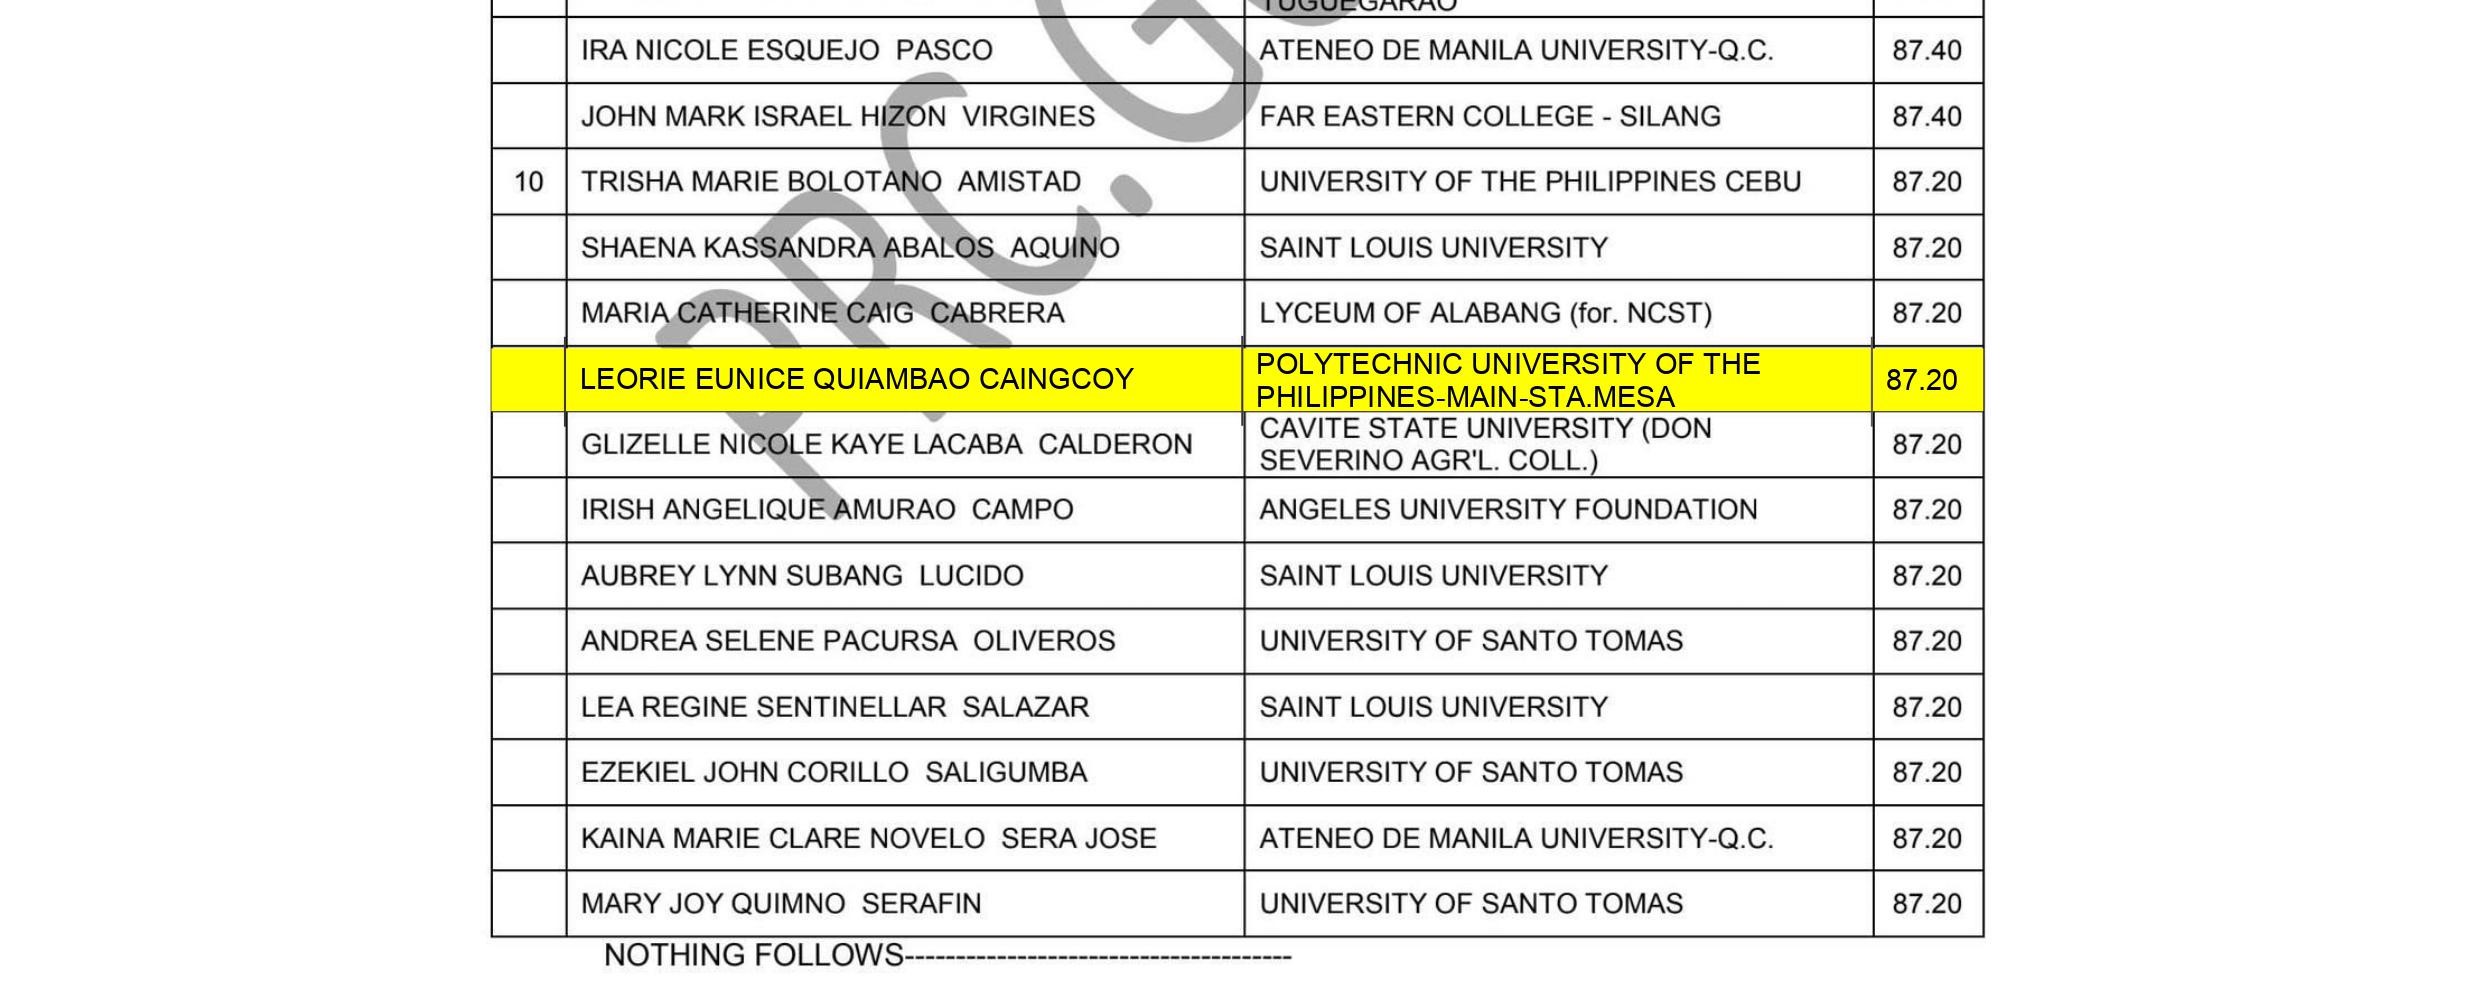 TUGUEGARAO
IRA NICOLE ESQUEJO  PASCO ATENEO DE MANILA UNIVERSITY-Q.C. 87.40
JOHN MARK ISRAEL HIZON  VIRGINES FAR EASTERN COLLEGE - SILANG 87.40
10 TRISHA MARIE BOLOTANO  AMISTAD UNIVERSITY OF THE PHILIPPINES CEBU 87.20
SHAENA KASSANDRA ABALOS  AQUINO SAINT LOUIS UNIVERSITY 87.20
MARIA CATHERINE CAIG  CABRERA LYCEUM OF ALABANG (for. NCST) 87.20
LEORIE EUNICE QUIAMBAO CAINGCOY POLYTECHNIC UNIVERSITY OF THE
PHILIPPINES-MAIN-STA.MESA 87.20
GLIZELLE NICOLE KAYE LACABA  CALDERON CAVITE STATE UNIVERSITY (DON
SEVERINO AGR'L. COLL.) 87.20
IRISH ANGELIQUE AMURAO  CAMPO ANGELES UNIVERSITY FOUNDATION 87.20
AUBREY LYNN SUBANG  LUCIDO SAINT LOUIS UNIVERSITY 87.20
ANDREA SELENE PACURSA  OLIVEROS UNIVERSITY OF SANTO TOMAS 87.20
LEA REGINE SENTINELLAR  SALAZAR SAINT LOUIS UNIVERSITY 87.20
EZEKIEL JOHN CORILLO  SALIGUMBA UNIVERSITY OF SANTO TOMAS 87.20
KAINA MARIE CLARE NOVELO  SERA JOSE ATENEO DE MANILA UNIVERSITY-Q.C. 87.20
MARY JOY QUIMNO  SERAFIN UNIVERSITY OF SANTO TOMAS 87.20
NOTHING FOLLOWS--------------------------------------
PRC.G